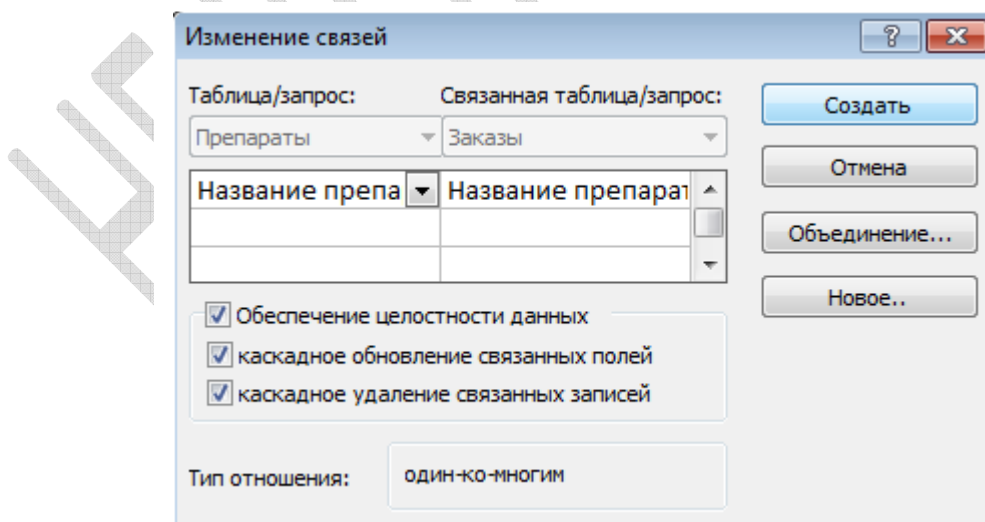 Изменение связей
Таблица/запрос: Связанная таблица/запрос:
Создать
Препараты Заказы
Отмена
Название препа Название препарат
Объединение...
Новое..
Обеспечение целостности данных
каскадное обновление связанных полей
каскадное удаление связанных записей
Тип отношения: один-ко-многим